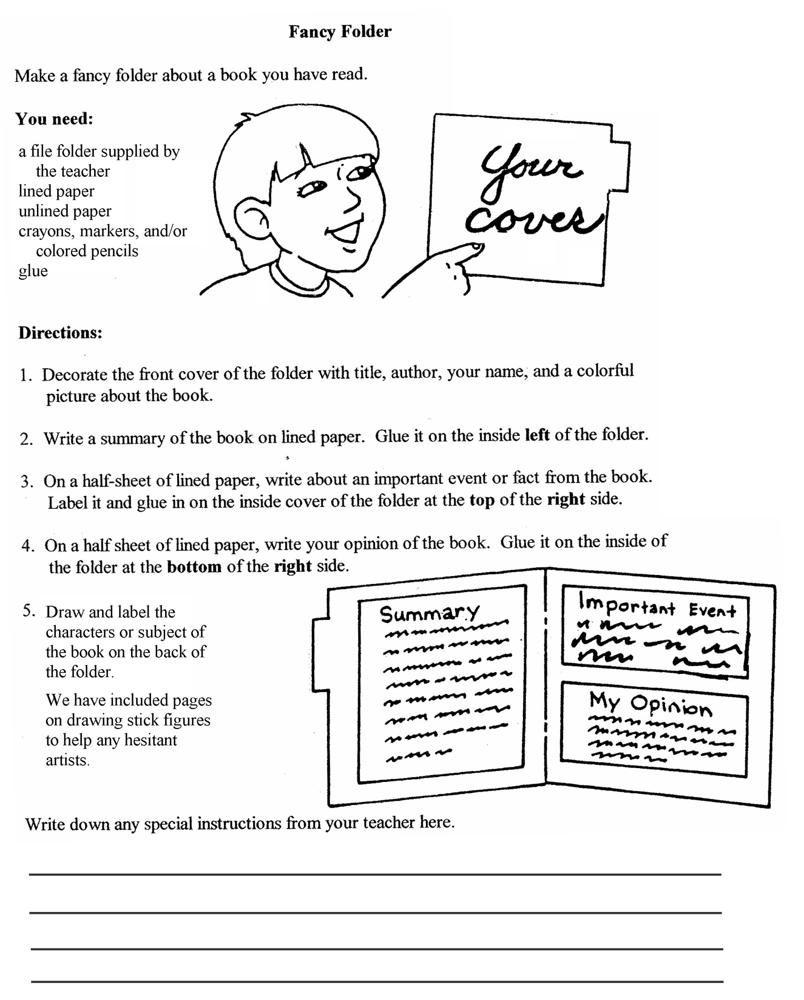 Fancy Folder
Make a fancy folder about a book you have read.
You need:
a file folder supplied by
the teacher
lined paper
unlined paper
crayons, markers, and/or
colored pencils
glue
Your
cover
Directions:
1. Decorate the front cover of the folder with title, author, your name, and a colorful
picture about the book.
2. Write a summary of the book on lined paper. Glue it on the inside left of the folder.
3. On a half-sheet of lined paper, write about an important event or fact from the book.
Label it and glue in on the inside cover of the folder at the top of the right side.
4. On a half sheet of lined paper, write your opinion of the book. Glue it on the inside of
the folder at the bottom of the right side.
5. Draw and label the
characters or subject of
the book on the back of
the folder.
We have included pages
on drawing stick figures
to help any hesitant
artists.
Summary
Important Event
My Opinion
Write down any special instructions from your teacher here.